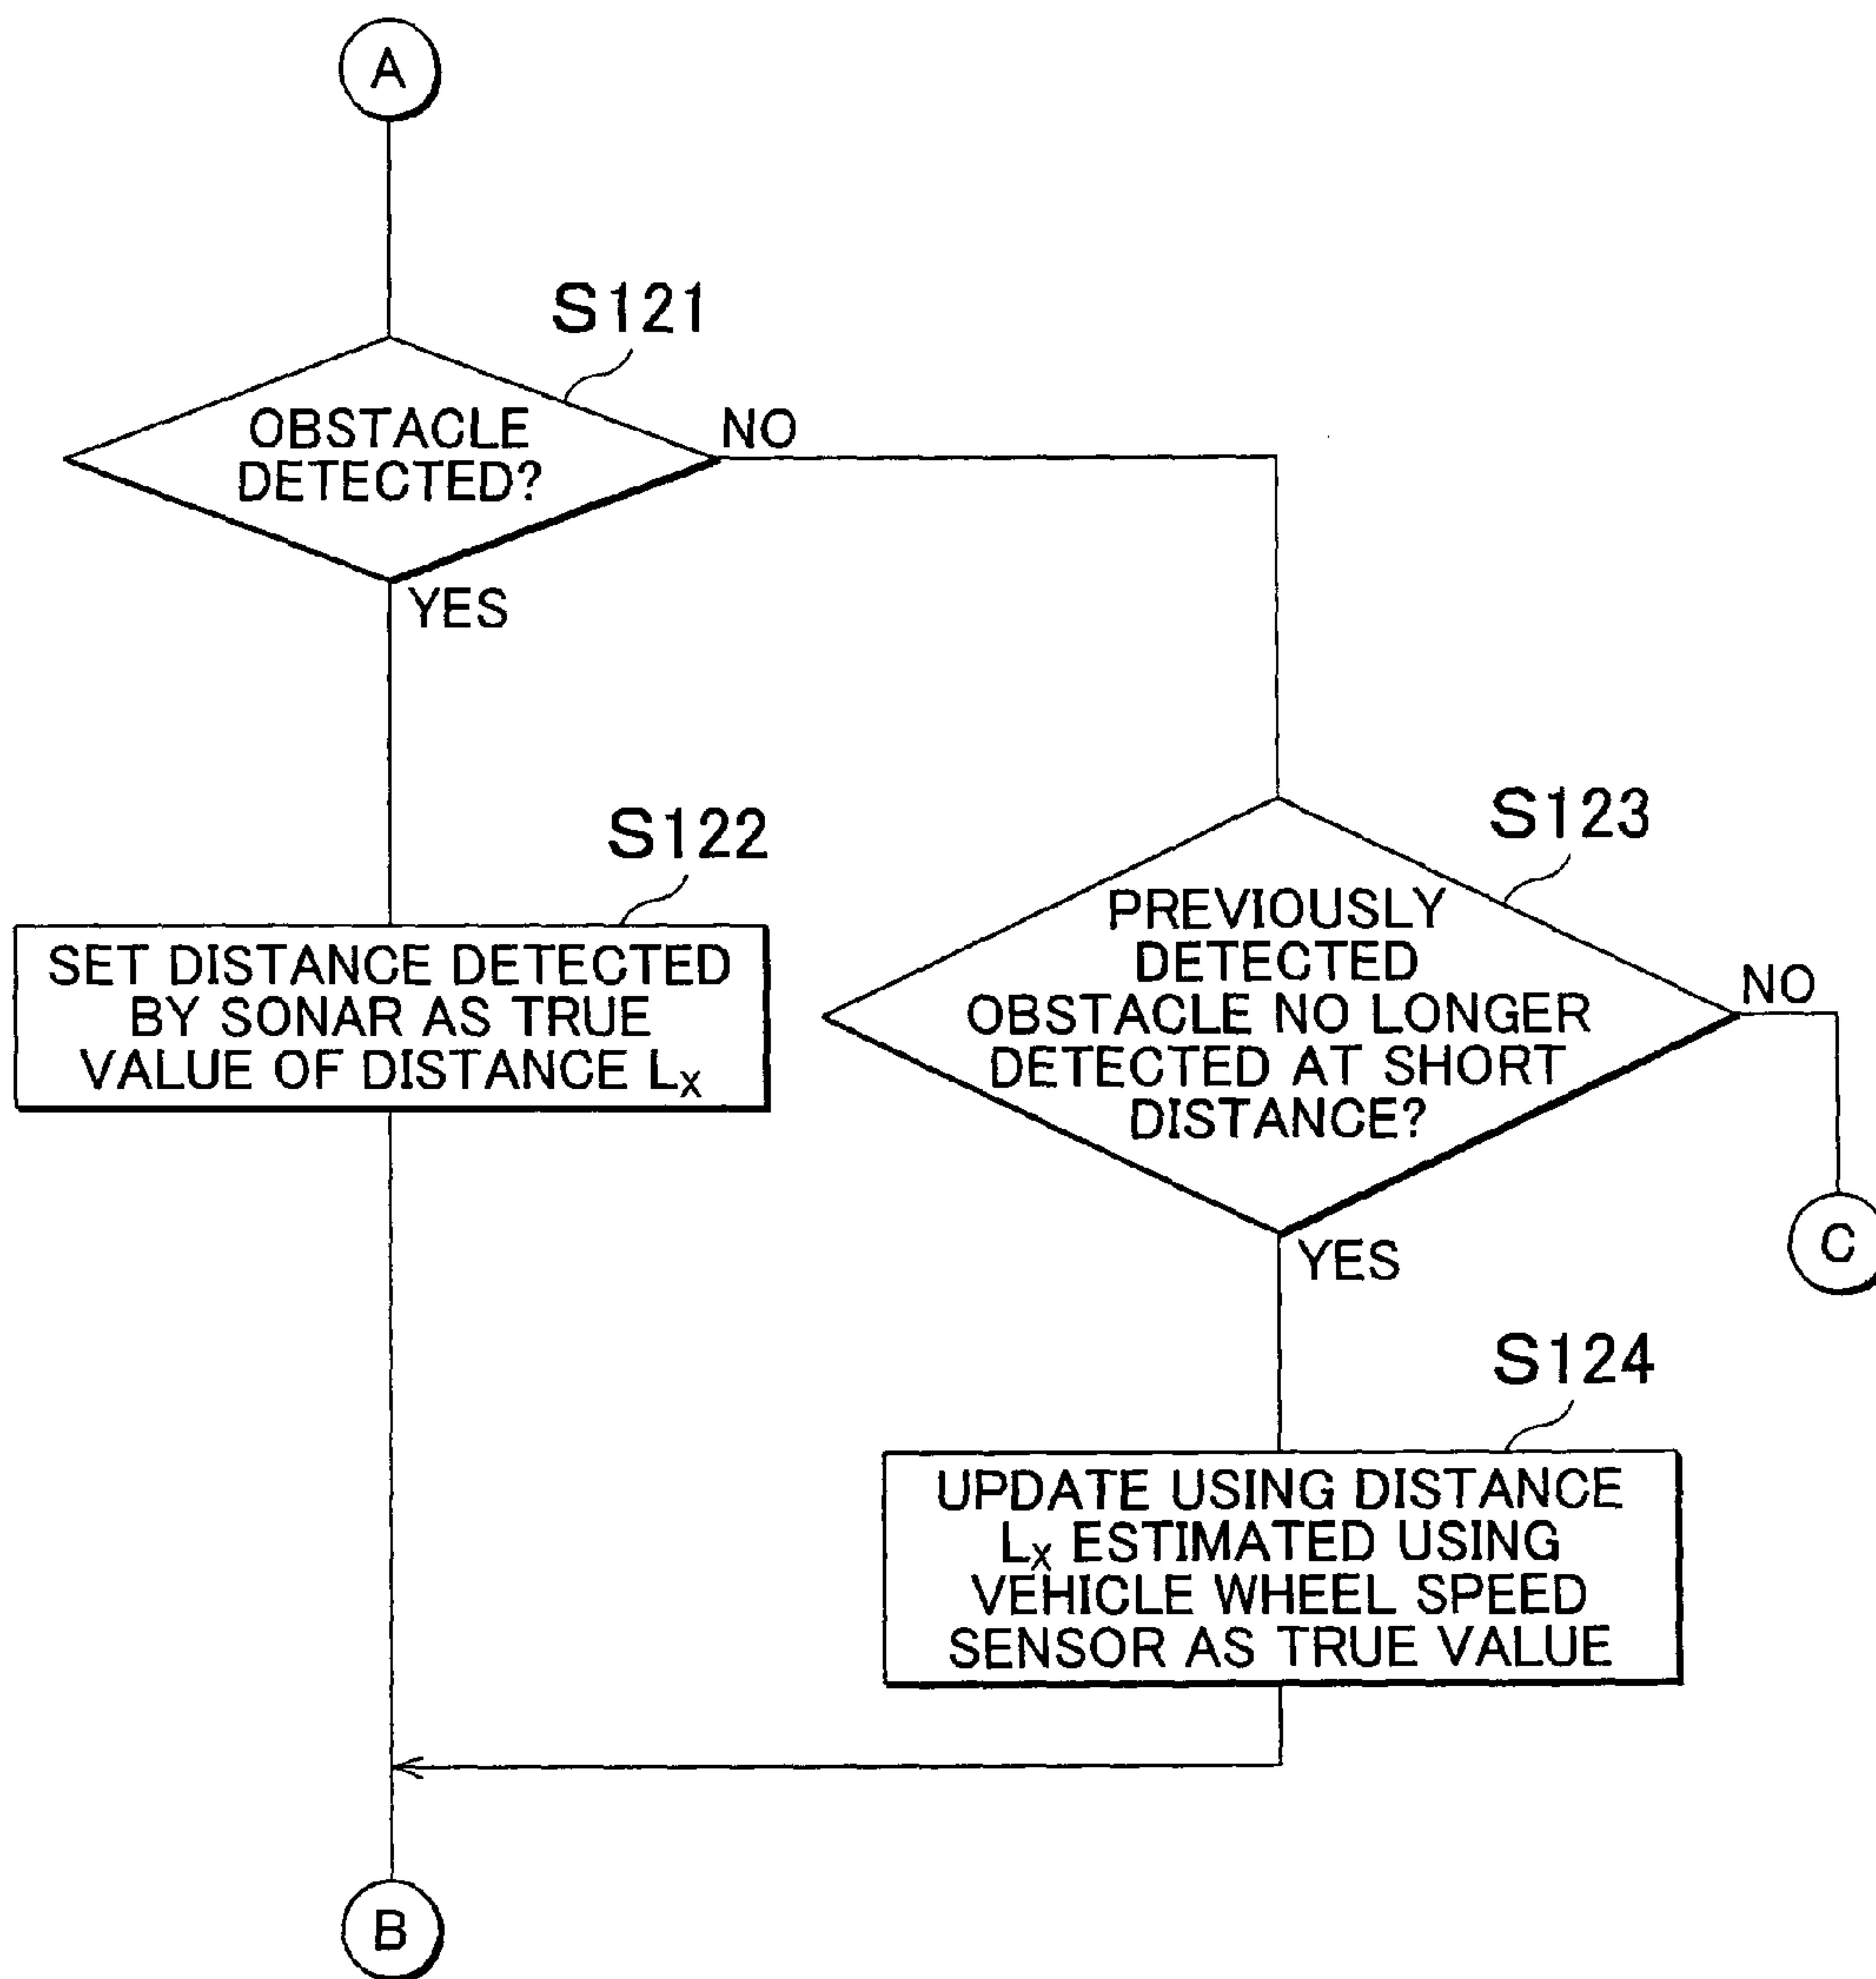 A
S121
OBSTACLE
DETECTED?
NO
YES
S122
SET DISTANCE DETECTED
BY SONAR AS TRUE
VALUE OF DISTANCE Lx
S123
PREVIOUSLY
DETECTED
OBSTACLE NO LONGER
DETECTED AT SHORT
DISTANCE?
NO
C
YES
S124
UPDATE USING DISTANCE
Lx ESTIMATED USING
VEHICLE WHEEL SPEED
SENSOR AS TRUE VALUE
B